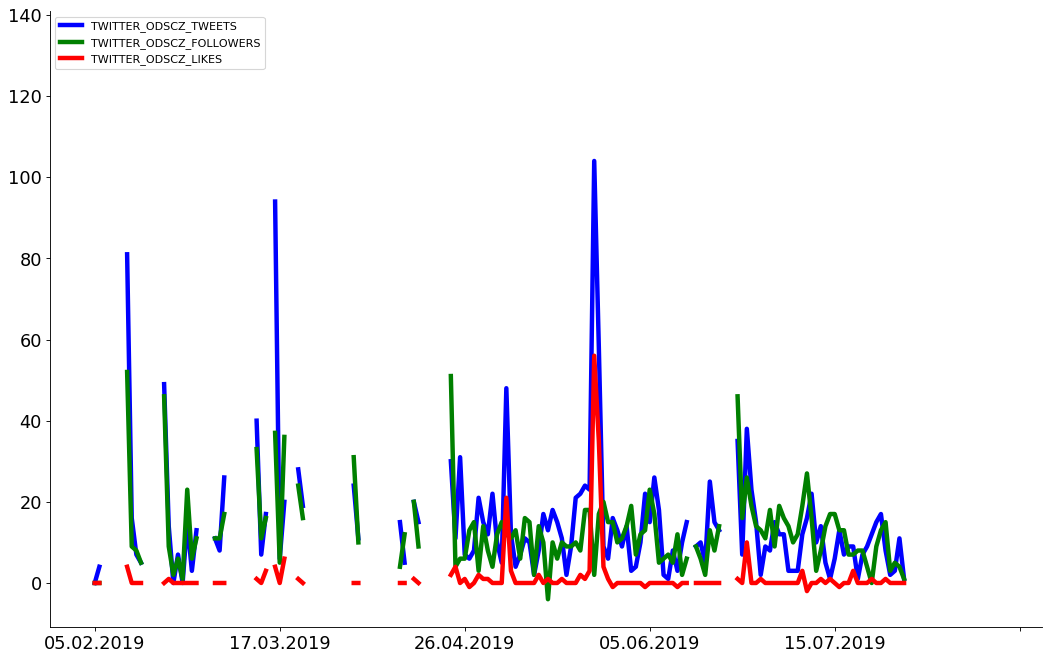 140
TWITTER_ODSCZ_TWEETS
TWITTER_ODSCZ_FOLLOWERS
TWITTER_ODSCZ_LIKES
120
100
80
60
40
20
0
05.02.2019 17.03.2019 26.04.2019 05.06.2019 15.07.2019